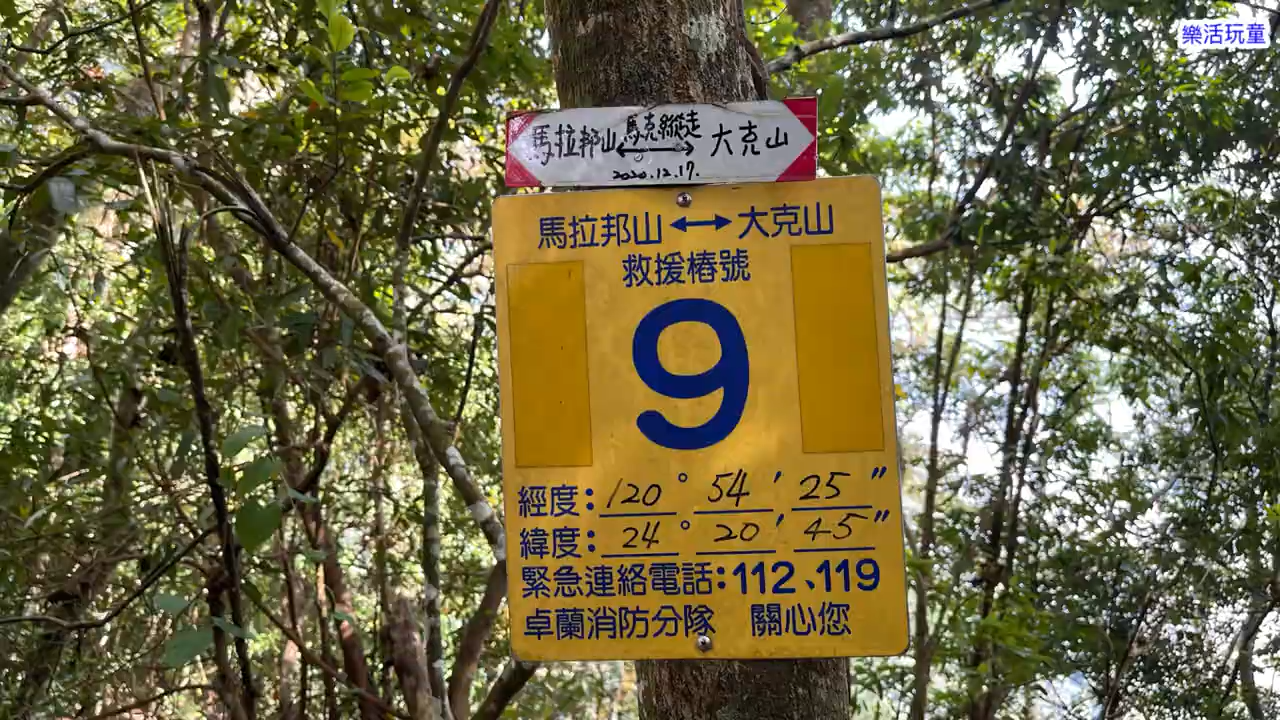 樂活玩童
馬克縱走
馬拉邦山 ←→ 大克山
2020.12.17.
馬拉邦山 ←→ 大克山
救援樁號
9
經度：120° 54′ 25″
緯度：24° 20′ 45″
緊急連絡電話：112、119
卓蘭消防分隊 關心您